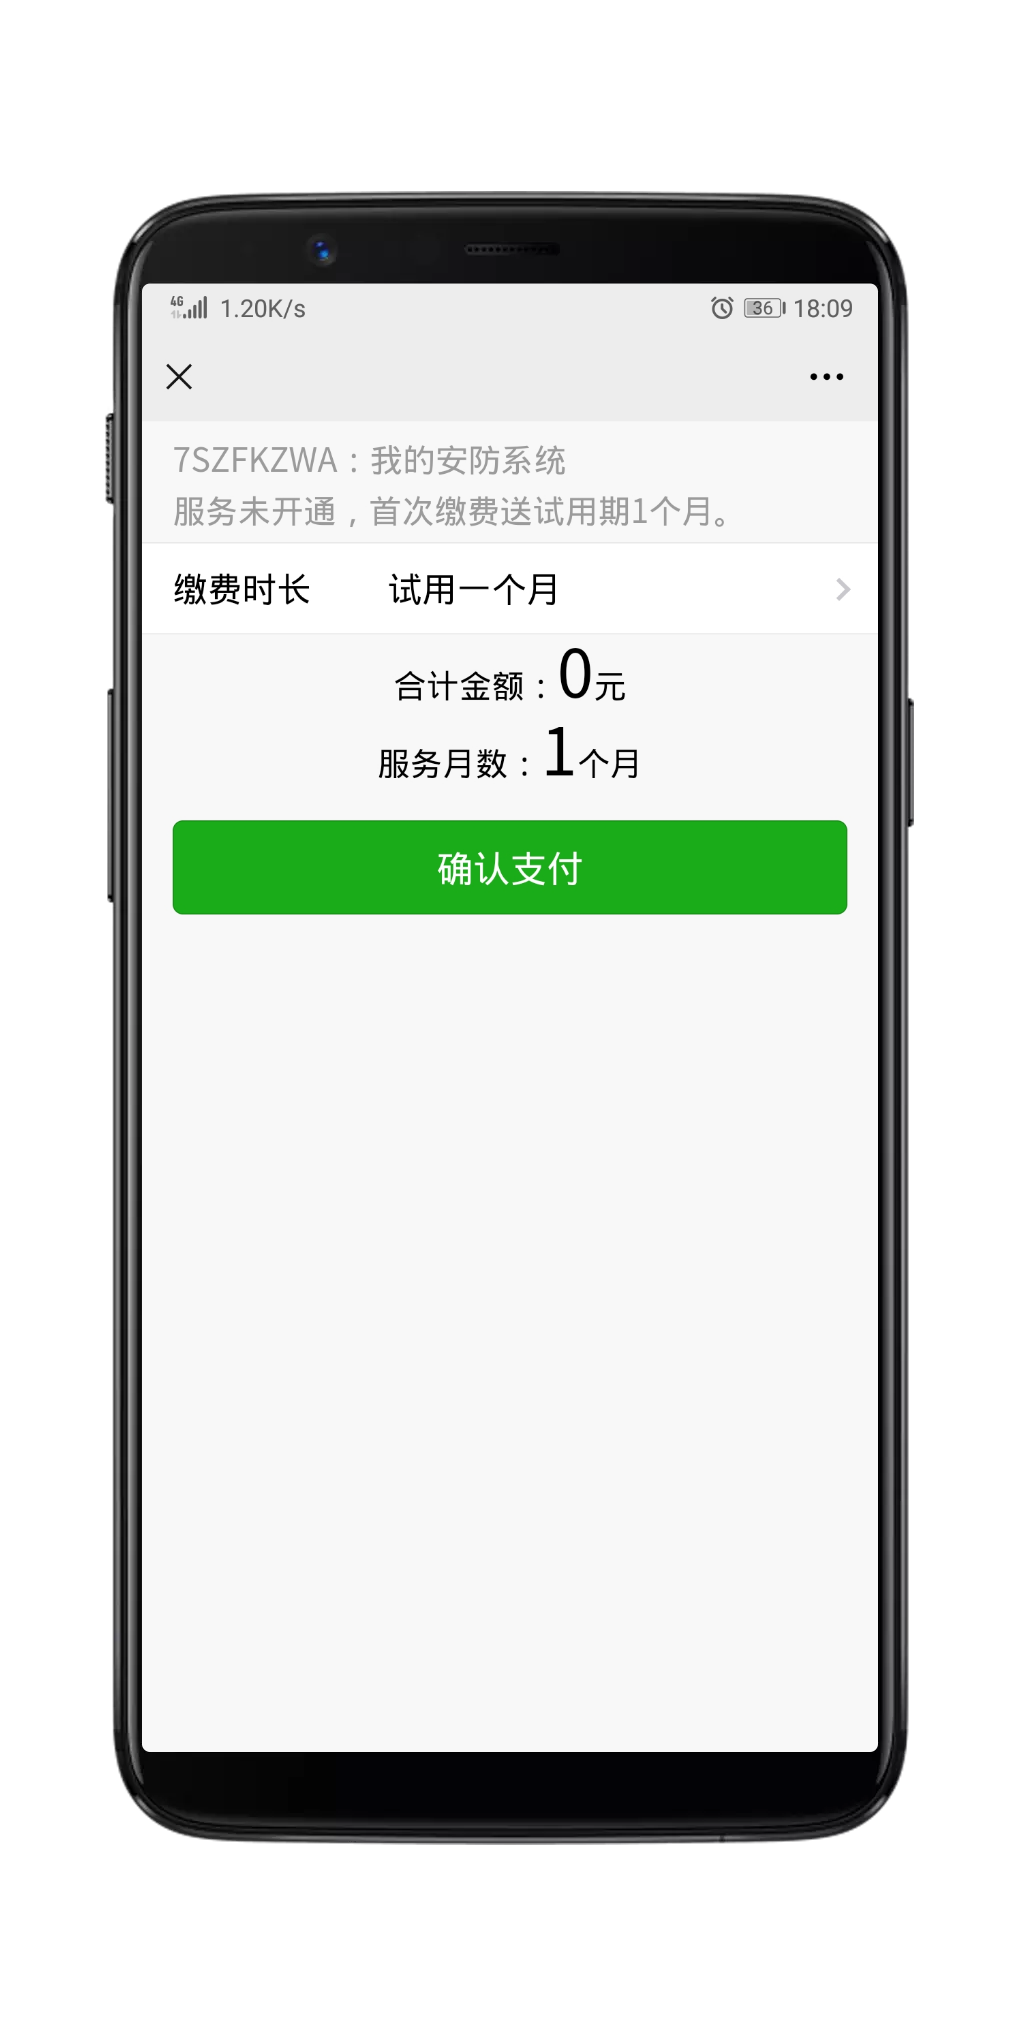 4G 1.20K/s 36 18:09
7SZFKZWA：我的安防系统
服务未开通，首次缴费送试用期1个月。
缴费时长 试用一个月
合计金额：0元
服务月数：1个月
确认支付